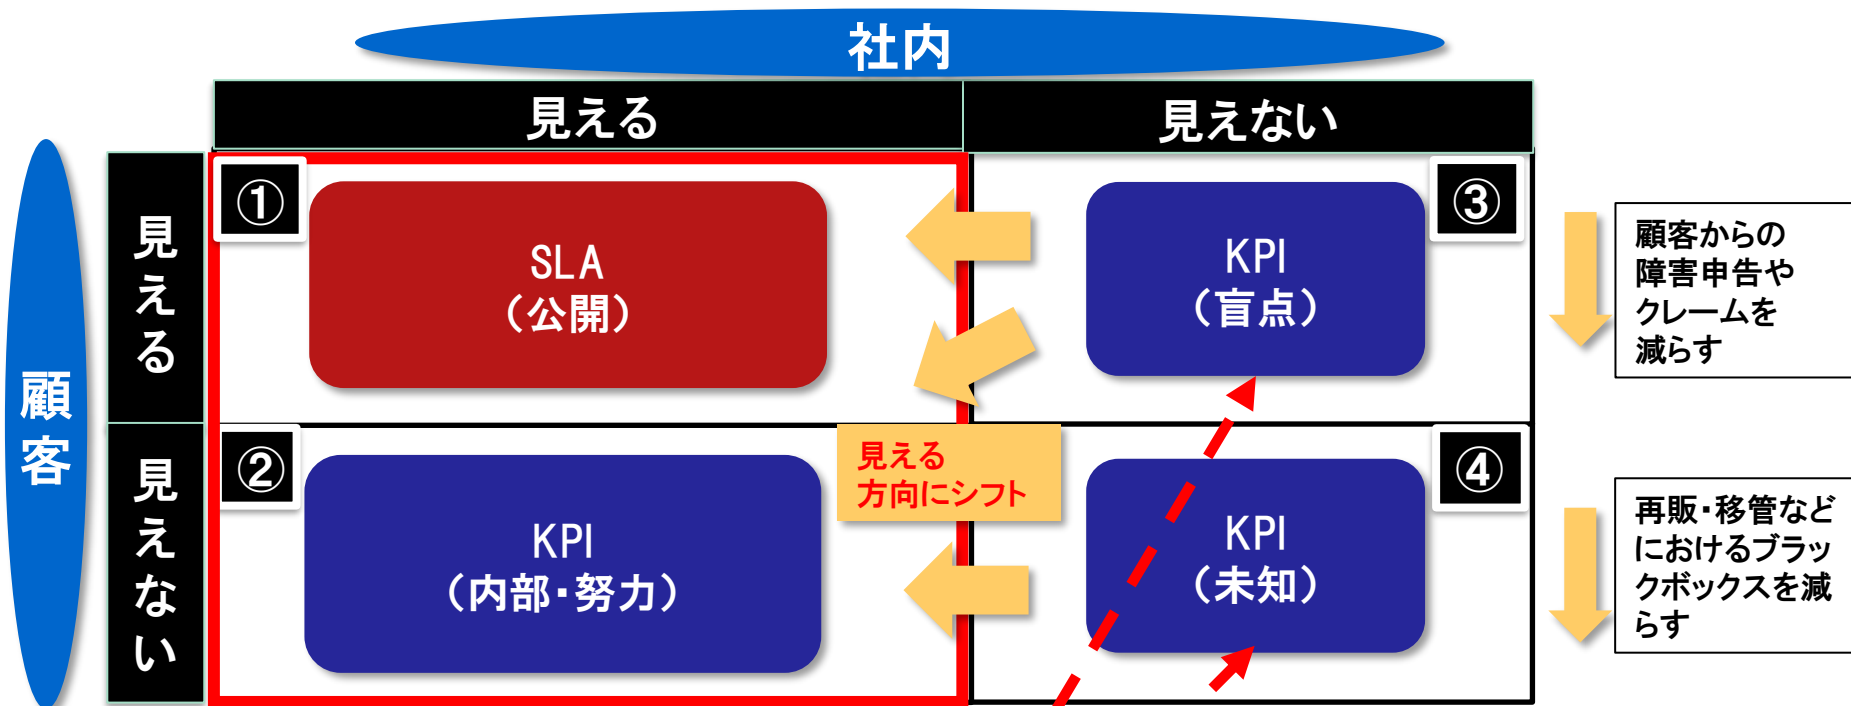 社内
見える
見えない
顧客
見える
見えない
①
SLA
（公開）
③
KPI
（盲点）
②
KPI
（内部・努力）
④
KPI
（未知）
見える
方向にシフト
顧客からの
障害申告や
クレームを
減らす
再販・移管など
におけるブラッ
クボックスを減
らす